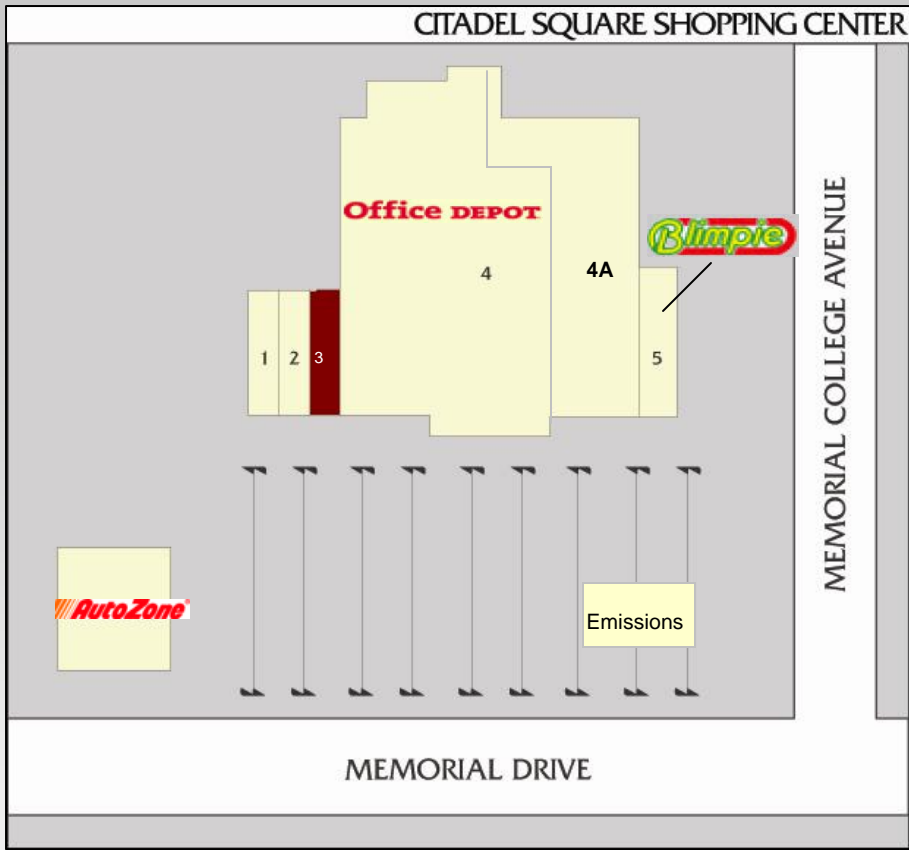 CITADEL SQUARE SHOPPING CENTER
Office DEPOT
Blimpie
4
4A
1
2
3
5
MEMORIAL COLLEGE AVENUE
AutoZone
Emissions
MEMORIAL DRIVE